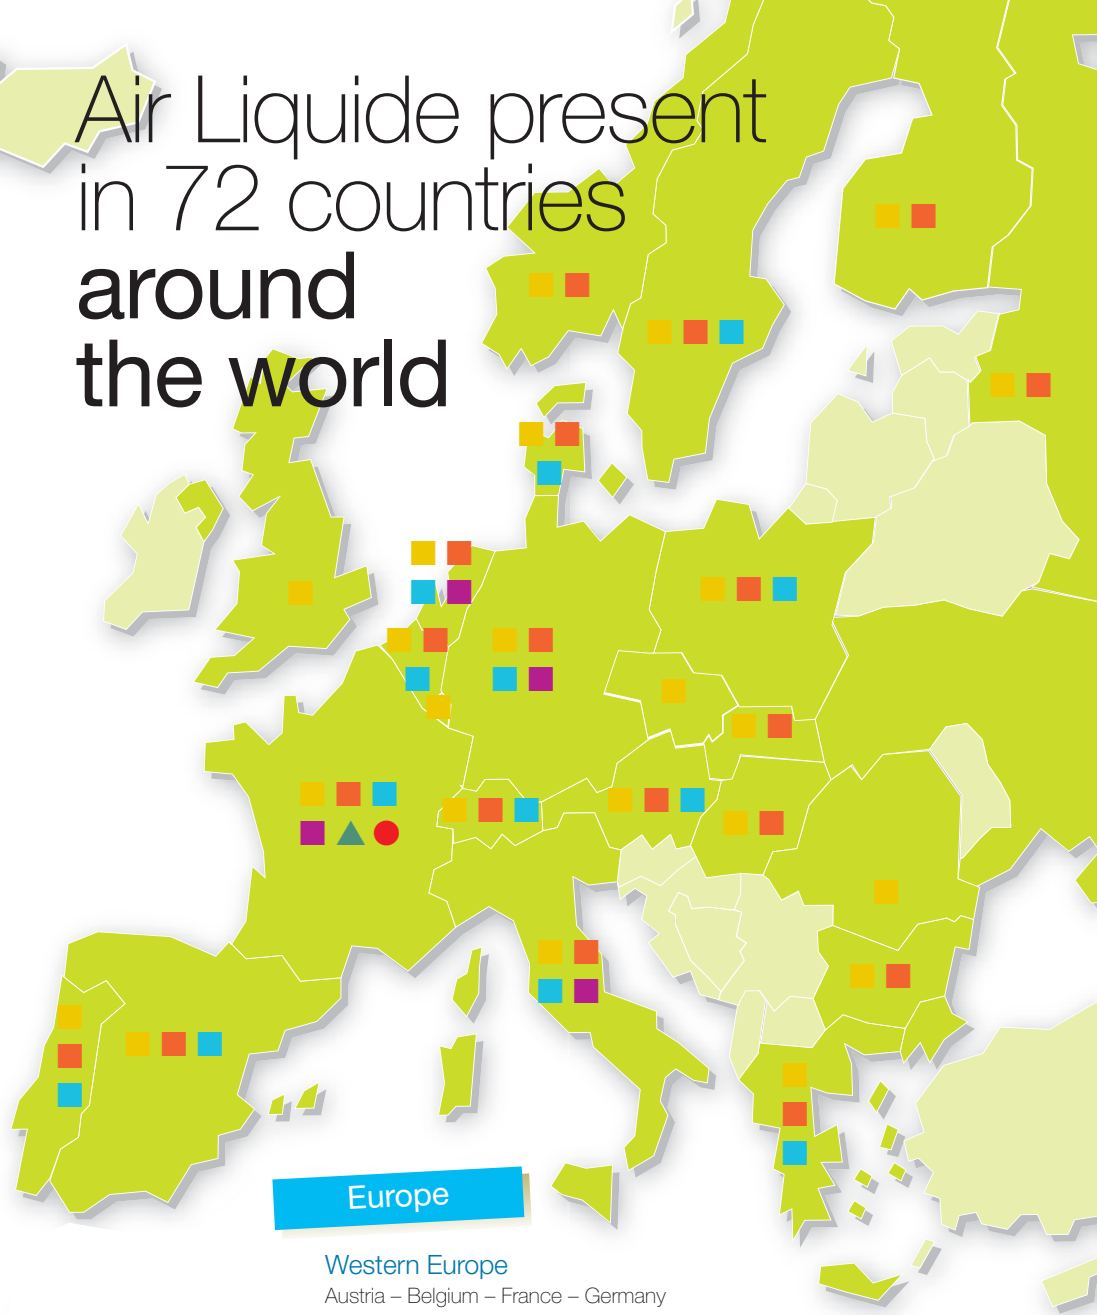 Air Liquide present
in 72 countries
around
the world
Europe
Western Europe
Austria – Belgium – France – Germany